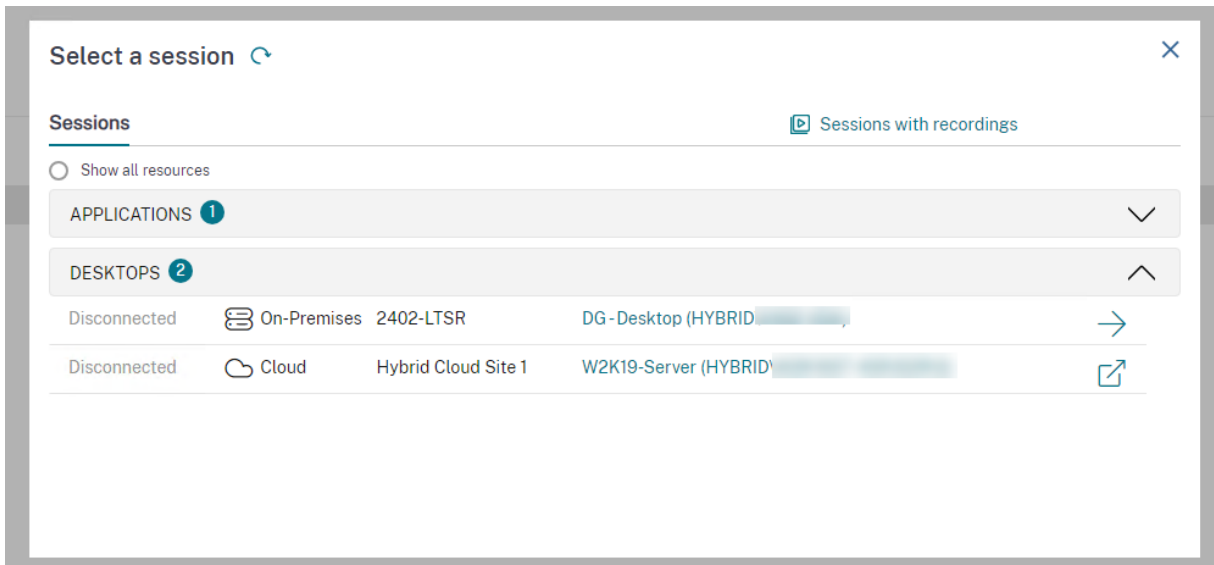 Select a session
Sessions
Sessions with recordings
Show all resources
APPLICATIONS 1
DESKTOPS 2
Disconnected On-Premises 2402-LTSR DG-Desktop (HYBRID
Disconnected Cloud Hybrid Cloud Site 1 W2K19-Server (HYBRID